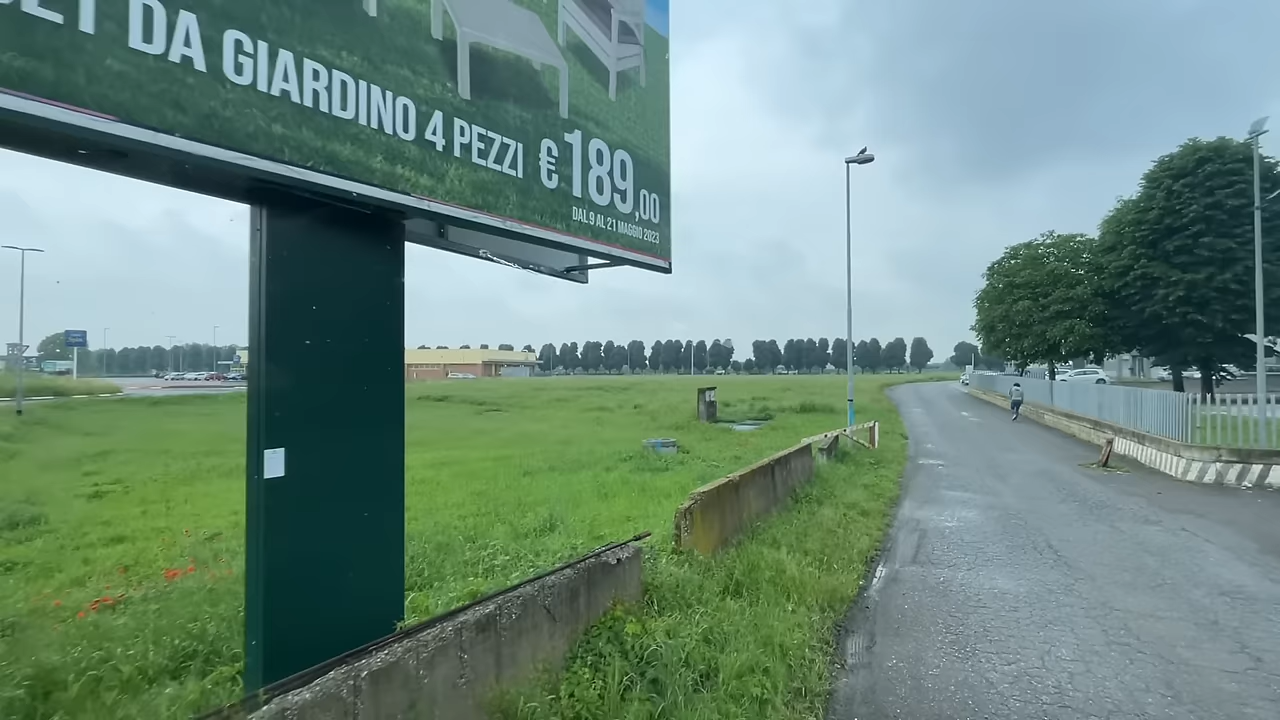 DA GIARDINO 4 PEZZI €189,00
DAL 9 AL 21 MAGGIO 2023